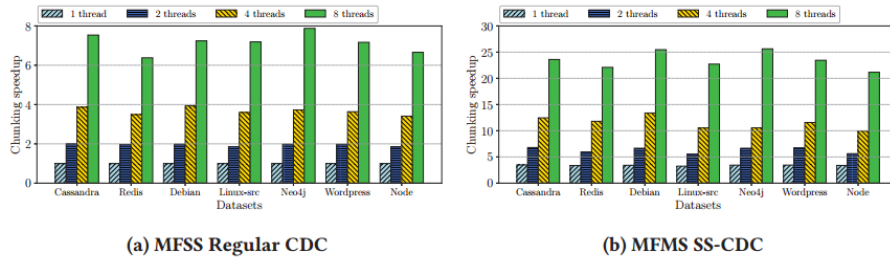 1 thread 2 threads 4 threads 8 threads
8
6
4
2
0
Chunking speedup
Cassandra Redis Debian Linux-src Neo4j Wordpress Node
Datasets
(a) MFSS Regular CDC
1 thread 2 threads 4 threads 8 threads
30
25
20
15
10
5
0
Chunking speedup
Cassandra Redis Debian Linux-src Neo4j Wordpress Node
Datasets
(b) MFMS SS-CDC